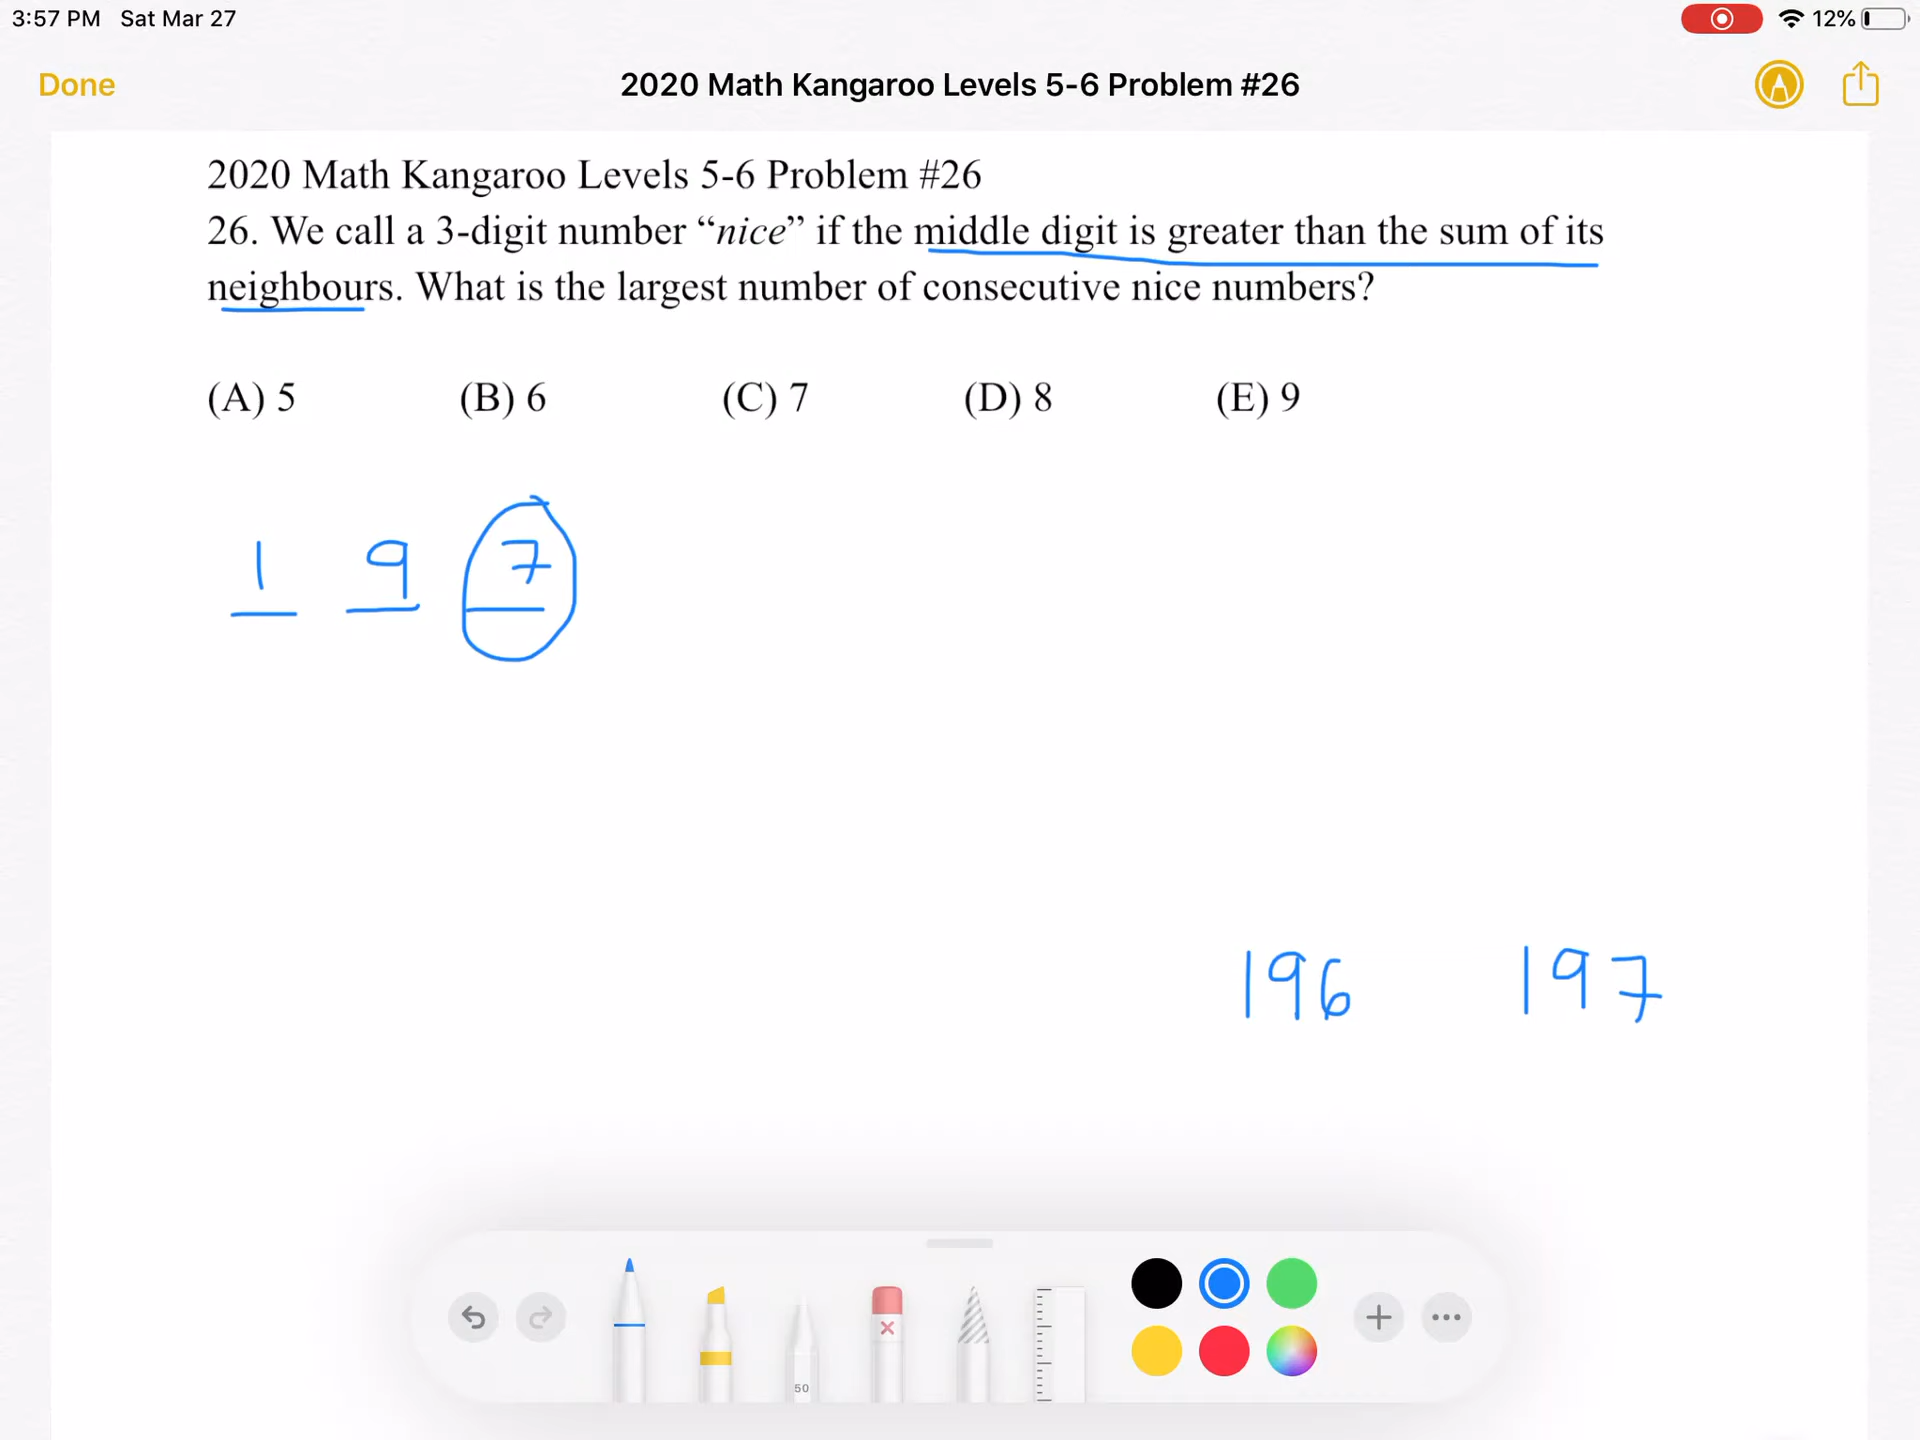 3:57 PM Sat Mar 27
12%
Done
2020 Math Kangaroo Levels 5-6 Problem #26
2020 Math Kangaroo Levels 5-6 Problem #26
26. We call a 3-digit number “nice” if the middle digit is greater than the sum of its
neighbours. What is the largest number of consecutive nice numbers?
(A) 5 (B) 6 (C) 7 (D) 8 (E) 9
1 9 7
196 197
50